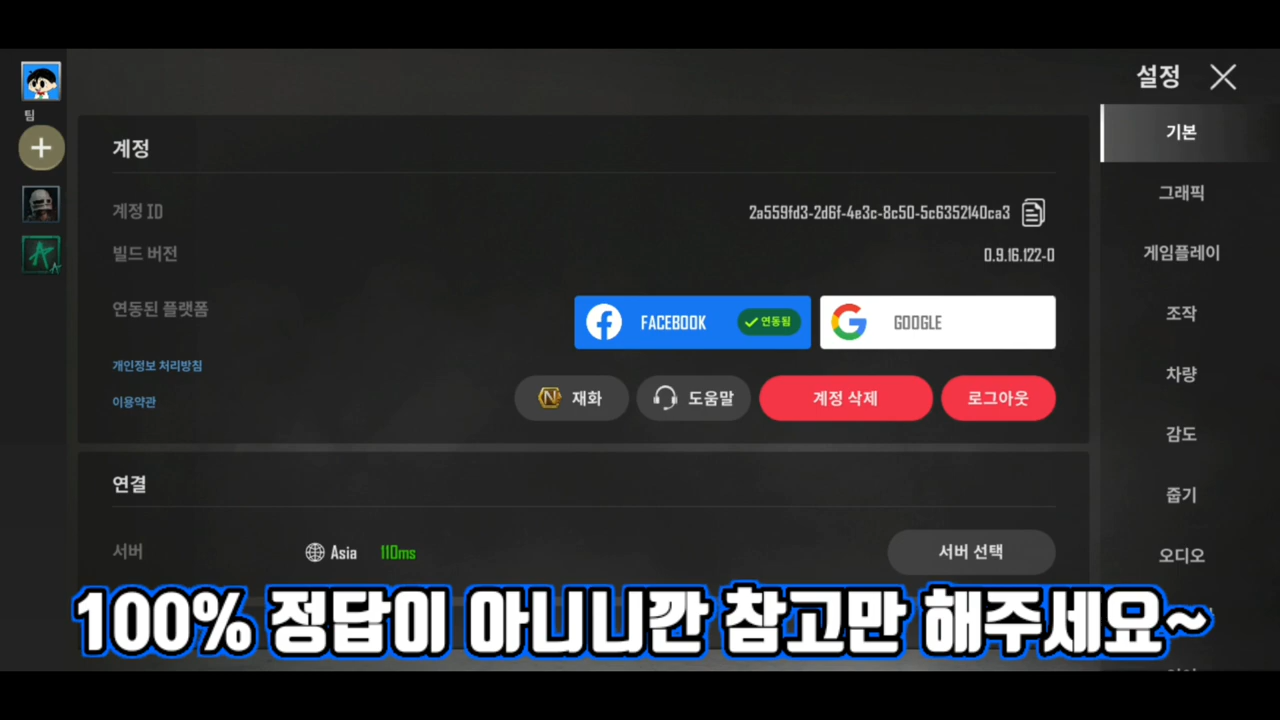 설정
팀
기본
계정
계정 ID
2a559fd3-2d6f-4e3c-8c50-5c6352140ca3
빌드 버전
0.9.16.122-0
연동된 플랫폼
FACEBOOK
연동됨
GOOGLE
개인정보 처리방침
이용약관
재화
도움말
계정 삭제
로그아웃
연결
서버
Asia
110ms
서버 선택
그래픽
게임플레이
조작
차량
감도
줍기
오디오
100% 정답이 아니니깐 참고만 해주세요~